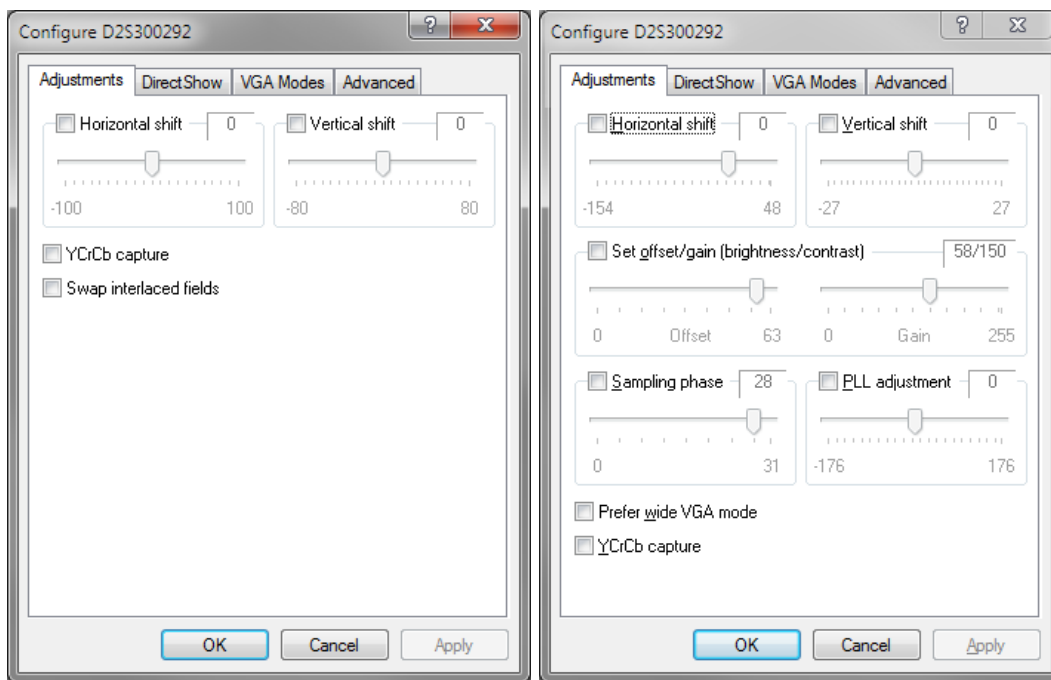 Configure D2S300292
?
X
Adjustments DirectShow VGA Modes Advanced
Horizontal shift 0 Vertical shift 0
-100 100 -80 80
YCrCb capture
Swap interlaced fields
OK Cancel Apply
Configure D2S300292
?
X
Adjustments DirectShow VGA Modes Advanced
Horizontal shift 0 Vertical shift 0
-154 48 -27 27
Set offset/gain (brightness/contrast) 58/150
0 Offset 63 0 Gain 255
Sampling phase 28 PLL adjustment 0
0 31 -176 176
Prefer wide VGA mode
YCrCb capture
OK Cancel Apply